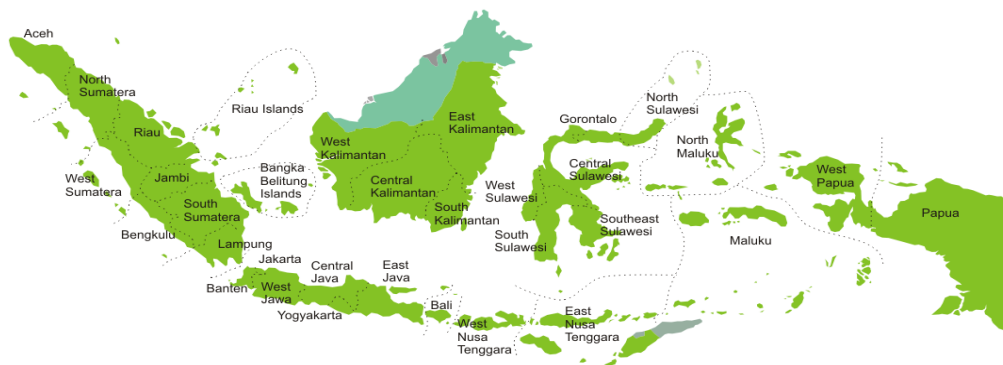 Aceh
North
Sumatera
Riau Islands
Riau
West
Sumatera
Jambi
Bangka
Belitung
Islands
South
Sumatera
Bengkulu
Lampung
West
Kalimantan
East
Kalimantan
Central
Kalimantan
South
Kalimantan
Gorontalo
North
Sulawesi
Central
Sulawesi
West
Sulawesi
South
Sulawesi
Southeast
Sulawesi
North
Maluku
Maluku
West
Papua
Papua
Jakarta
Banten
West
Jawa
Central
Java
Yogyakarta
East
Java
Bali
West
Nusa
Tenggara
East
Nusa
Tenggara